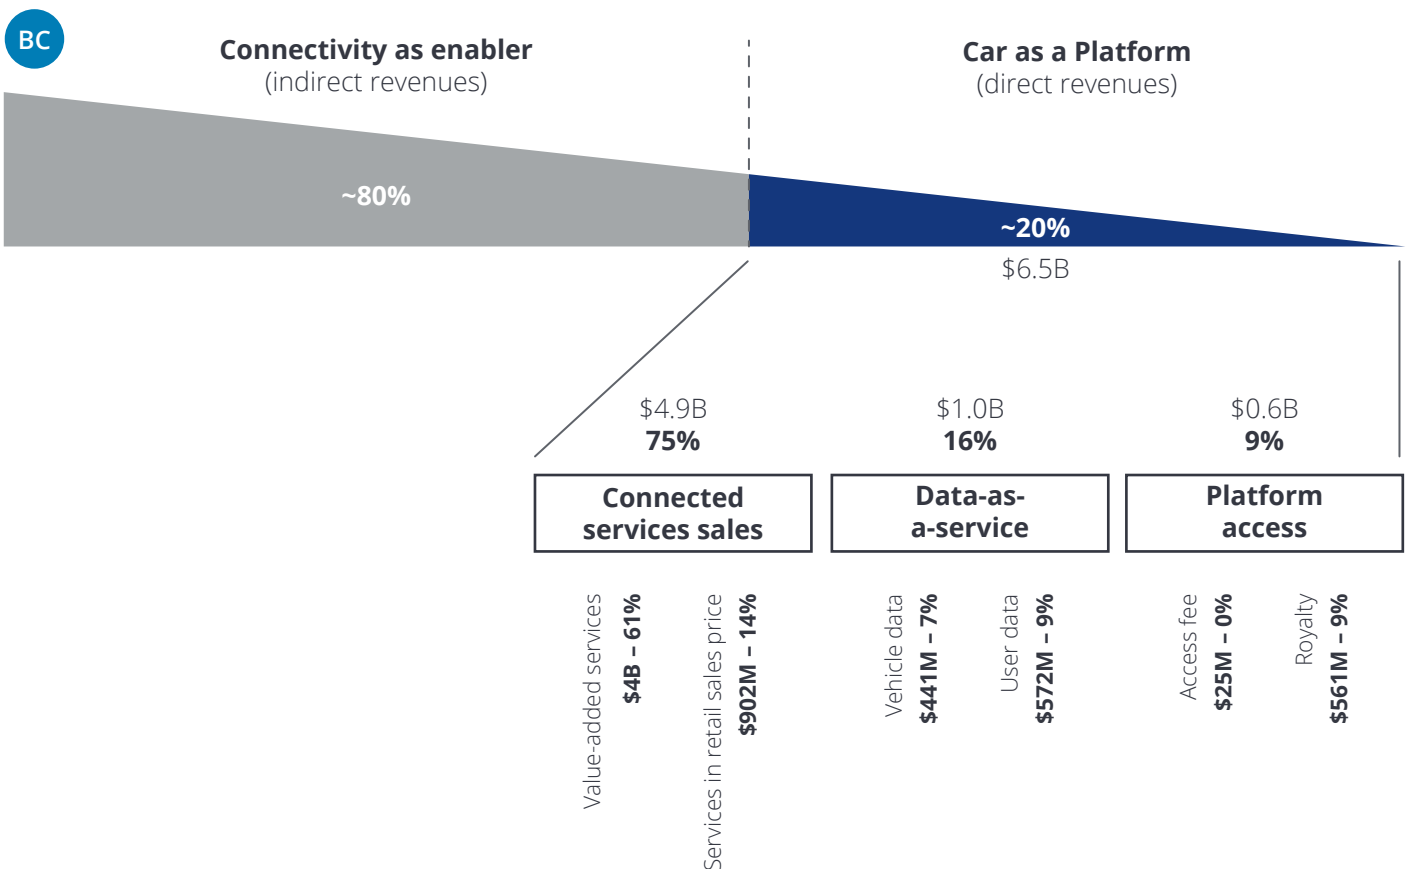 BC
Connectivity as enabler
(indirect revenues)
Car as a Platform
(direct revenues)
~80%
~20%
$6.5B
$4.9B
75%
$1.0B
16%
$0.6B
9%
Connected
services sales
Data-as-
a-service
Platform
access
Value-added services
$4B – 61%
Services in retail sales price
$902M – 14%
Vehicle data
$441M – 7%
User data
$572M – 9%
Access fee
$25M – 0%
Royalty
$561M – 9%